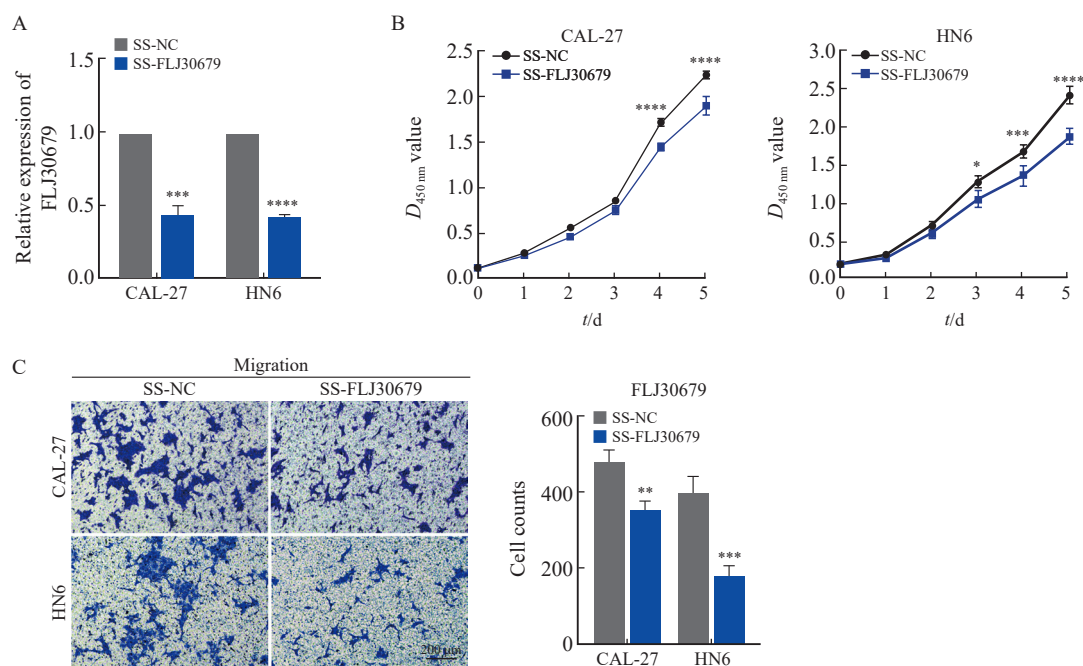 A
SS-NC
SS-FLJ30679
Relative expression of
FLJ30679
1.5
1.0
0.5
0.0
***
****
CAL-27
HN6
B
CAL-27
SS-NC
SS-FLJ30679
D450 nm value
2.5
2.0
1.5
1.0
0.5
0.0
****
****
0 1 2 3 4 5
t/d
HN6
SS-NC
SS-FLJ30679
D450 nm value
3.0
2.5
2.0
1.5
1.0
0.5
0.0
*
***
****
0 1 2 3 4 5
t/d
C
Migration
SS-NC SS-FLJ30679
CAL-27
HN6
200 μm
FLJ30679
SS-NC
SS-FLJ30679
Cell counts
600
400
200
0
**
***
CAL-27 HN6